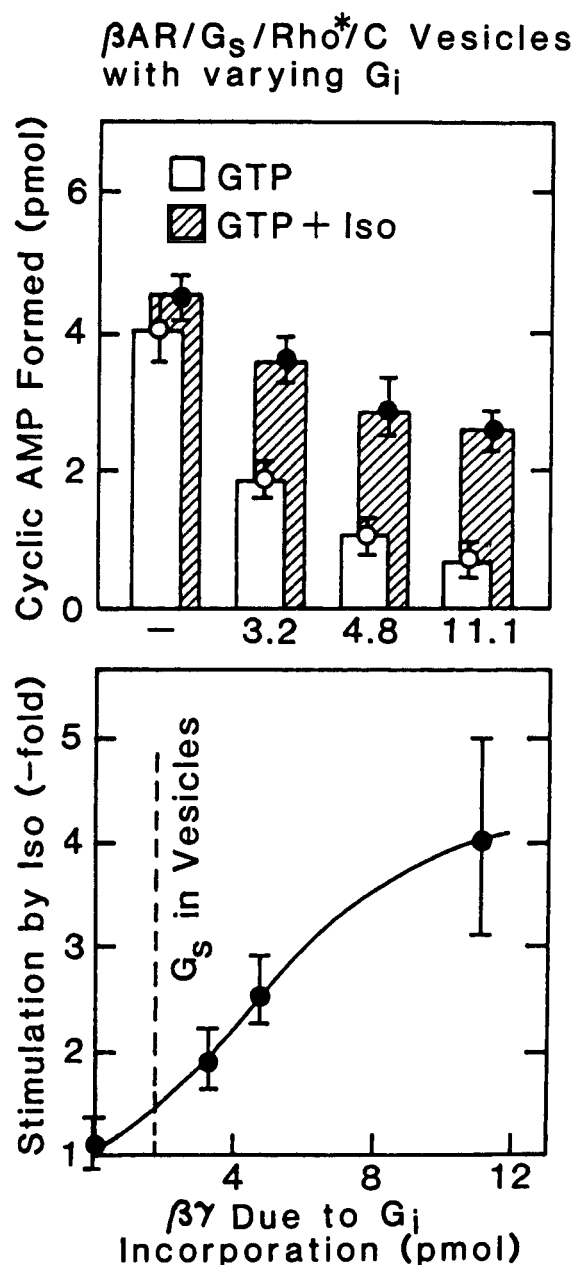 βAR/Gs/Rho*/C Vesicles
with varying Gi
Cyclic AMP Formed (pmol)
6
4
2
0
GTP
GTP + Iso
– 3.2 4.8 11.1
Stimulation by Iso (-fold)
5
4
3
2
1
Gs in Vesicles
4 8 12
βγ Due to Gi
Incorporation (pmol)